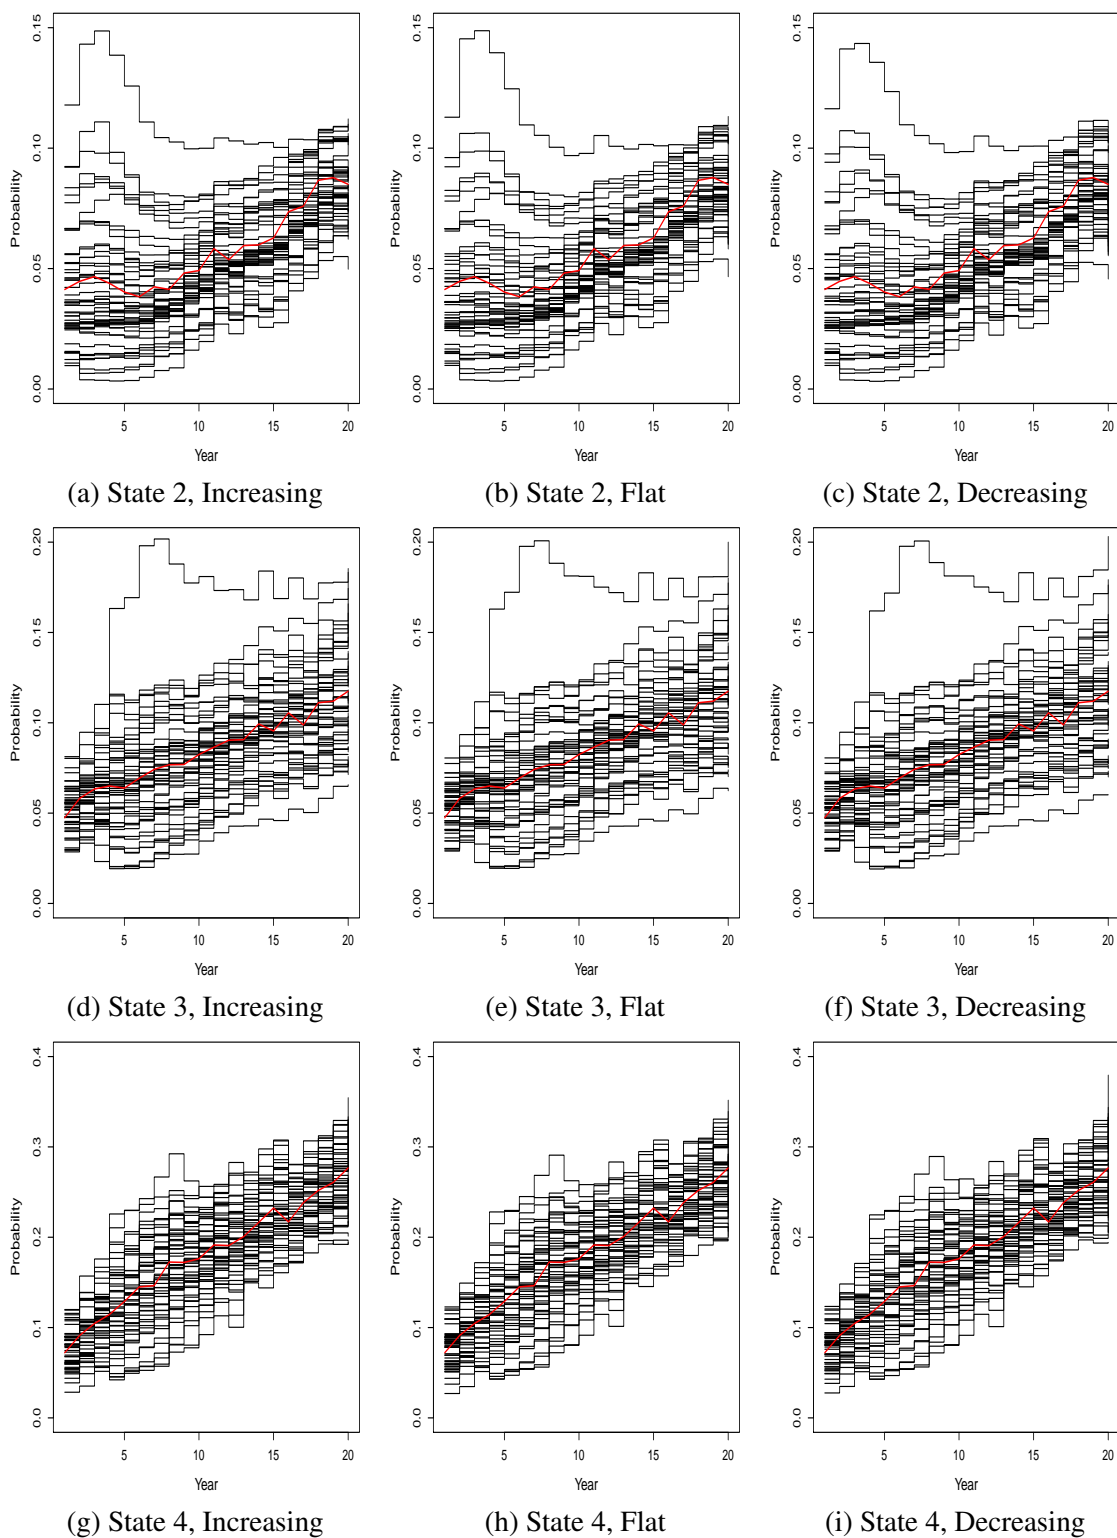 0.15
0.10
0.05
0.00
Probability
5 10 15 20
Year
(a) State 2, Increasing
0.15
0.10
0.05
0.00
Probability
5 10 15 20
Year
(b) State 2, Flat
0.15
0.10
0.05
0.00
Probability
5 10 15 20
Year
(c) State 2, Decreasing
0.20
0.15
0.10
0.05
0.00
Probability
5 10 15 20
Year
(d) State 3, Increasing
0.20
0.15
0.10
0.05
0.00
Probability
5 10 15 20
Year
(e) State 3, Flat
0.20
0.15
0.10
0.05
0.00
Probability
5 10 15 20
Year
(f) State 3, Decreasing
0.4
0.3
0.2
0.1
0.0
Probability
5 10 15 20
Year
(g) State 4, Increasing
0.4
0.3
0.2
0.1
0.0
Probability
5 10 15 20
Year
(h) State 4, Flat
0.4
0.3
0.2
0.1
0.0
Probability
5 10 15 20
Year
(i) State 4, Decreasing